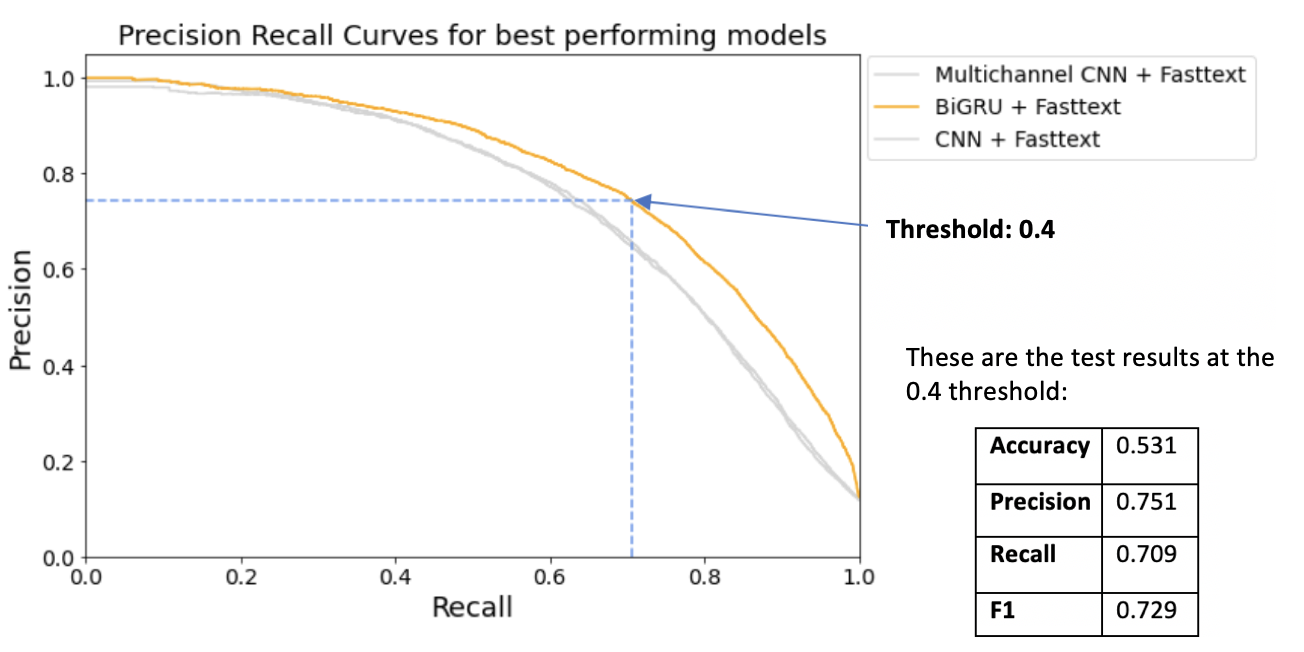 Precision Recall Curves for best performing models
Multichannel CNN + Fasttext
BiGRU + Fasttext
CNN + Fasttext
1.0
0.8
0.6
0.4
0.2
0.0
Precision
0.0 0.2 0.4 0.6 0.8 1.0
Recall
Threshold: 0.4
These are the test results at the
0.4 threshold:
Accuracy 0.531
Precision 0.751
Recall 0.709
F1 0.729